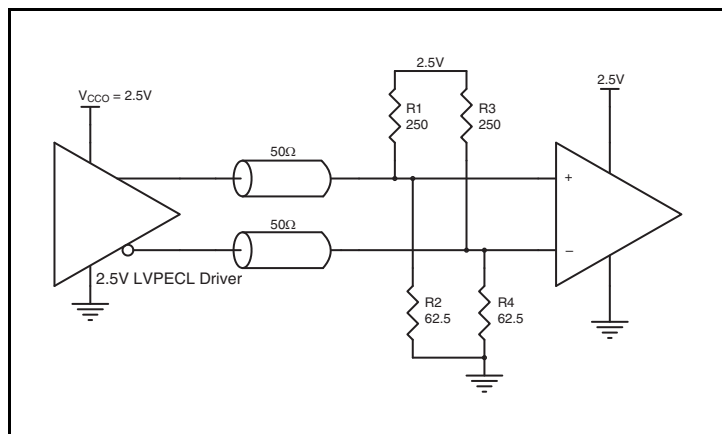 2.5V
2.5V
VCCO = 2.5V
R1
250
R3
250
50Ω
+
50Ω
–
2.5V LVPECL Driver
R2
62.5
R4
62.5